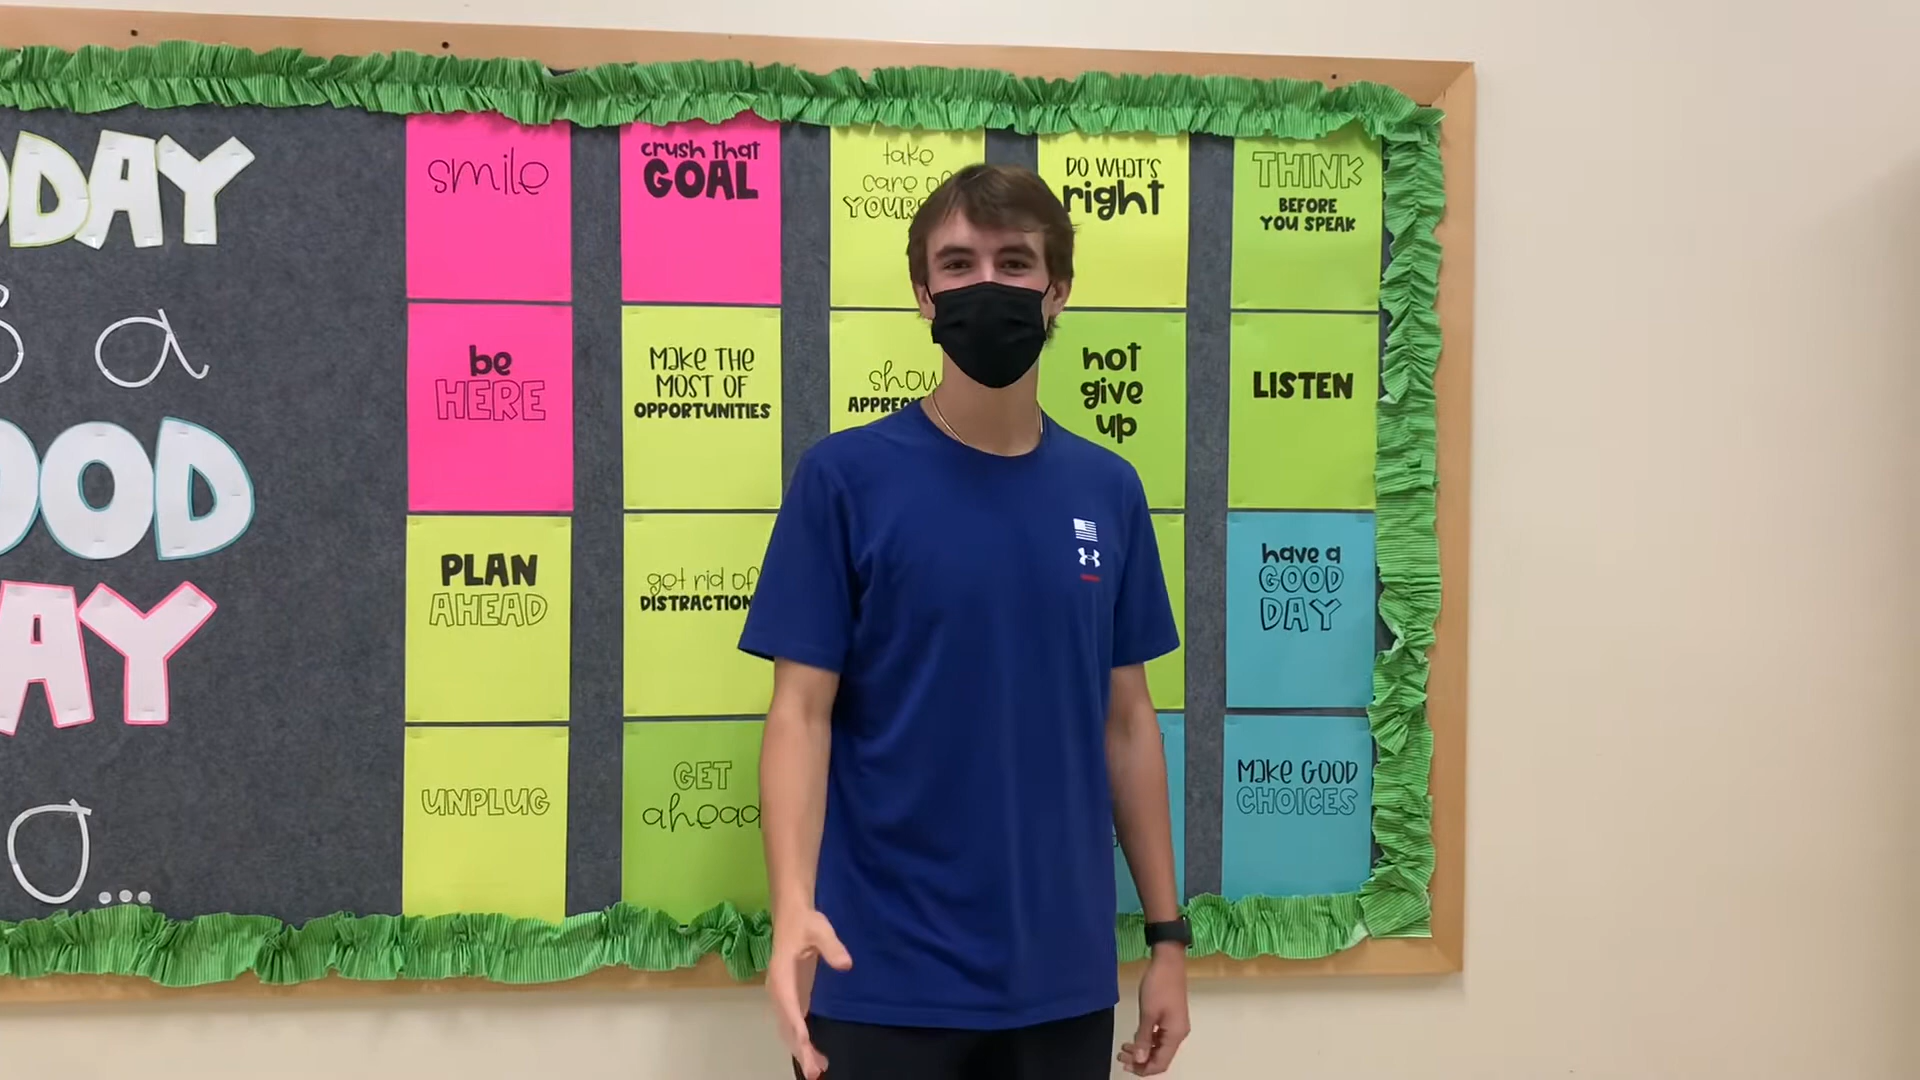 ODAY
a
OOD
AY
smile
crush that
GOAL
take
care of
DO WHAT'S
right
THINK
BEFORE
YOU SPEAK
be
HERE
MAKE THE
MOST OF
OPPORTUNITIES
show
not
give
up
LISTEN
PLAN
AHEAD
get rid of
DISTRACTION
have a
GOOD
DAY
UNPLUG
GET
ahead
MAKE GOOD
CHOICES